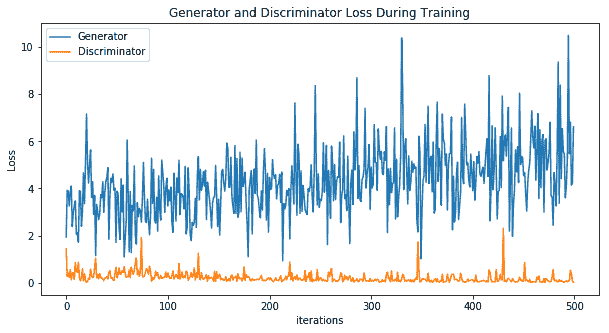 Generator and Discriminator Loss During Training
Generator
Discriminator
Loss
10
8
6
4
2
0
0 100 200 300 400 500
iterations